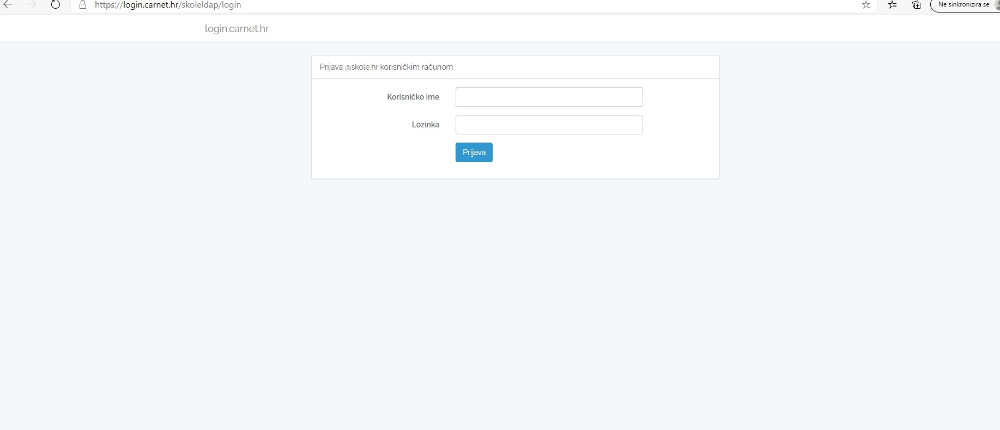 https://login.carnet.hr/skoleldap/login
Ne sinkronizira se
login.carnet.hr
Prijava @skole.hr korisničkim računom
Korisničko ime
Lozinka
Prijava